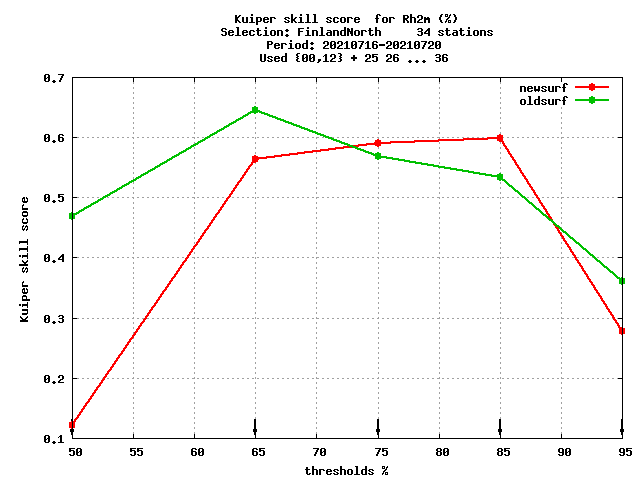 Kuiper skill score  for Rh2m (%)
Selection: FinlandNorth     34 stations
Period: 20210716-20210720
Used {00,12} + 25 26 ... 36
newsurf
oldsurf
0.7
0.6
0.5
0.4
0.3
0.2
0.1
Kuiper skill score
50 55 60 65 70 75 80 85 90 95
thresholds %